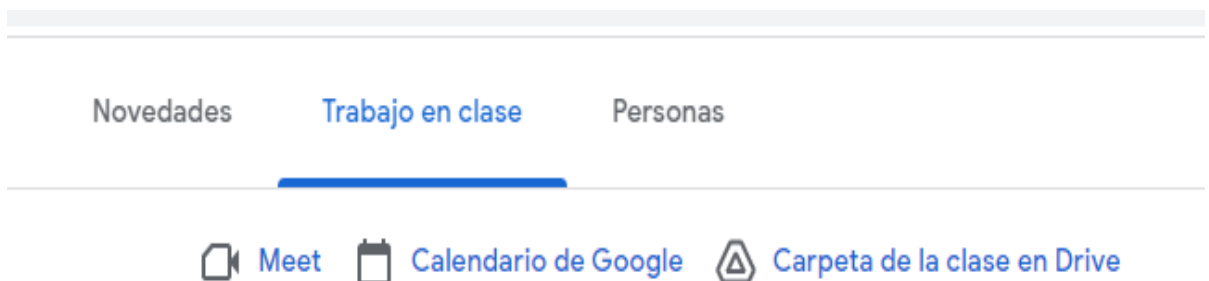 Novedades Trabajo en clase Personas
Meet Calendario de Google Carpeta de la clase en Drive